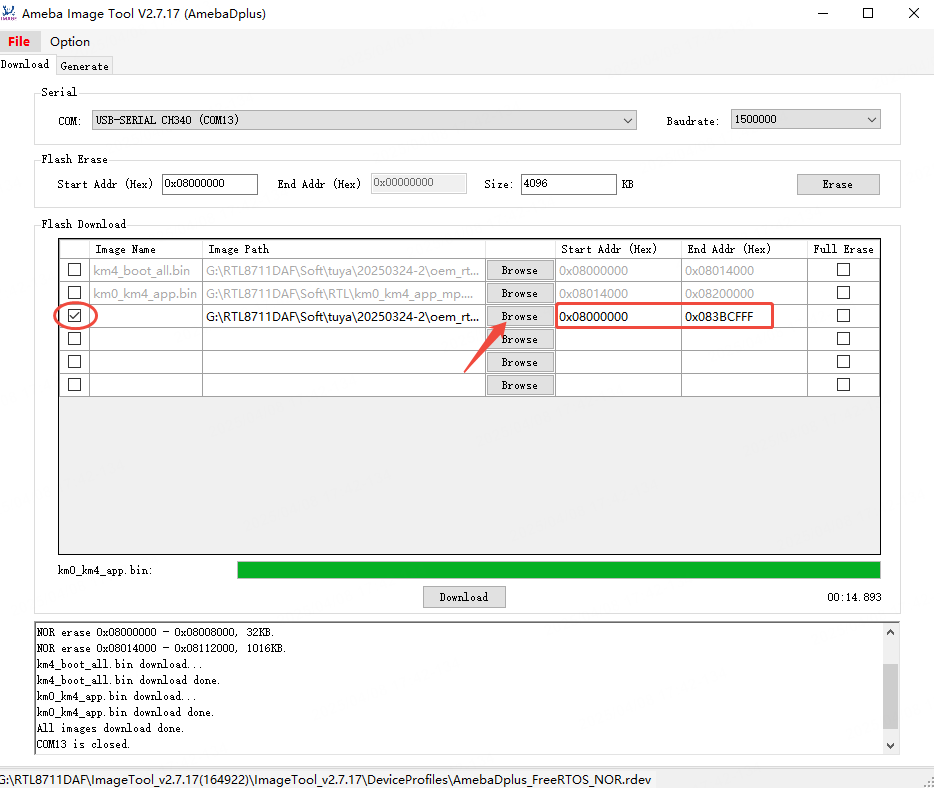 Ameba Image Tool V2.7.17 (AmebaDplus)
File Option
Download Generate
Serial
COM: USB-SERIAL CH340 (COM13) Baudrate: 1500000
Flash Erase
Start Addr (Hex) 0x08000000 End Addr (Hex) 0x00000000 Size: 4096 KB Erase
Flash Download
Image Name Image Path Start Addr (Hex) End Addr (Hex) Full Erase
km4_boot_all.bin G:\RTL8711DAF\Soft\tuya\20250324-2\oem_rt... Browse 0x08000000 0x08014000
km0_km4_app.bin G:\RTL8711DAF\Soft\RTL\km0_km4_app_mp.... Browse 0x08014000 0x08200000
G:\RTL8711DAF\Soft\tuya\20250324-2\oem_rt... Browse 0x08000000 0x083BCFFF
Browse
Browse
Browse
km0_km4_app.bin:
Download 00:14.893
NOR erase 0x08000000 - 0x08008000, 32KB.
NOR erase 0x08014000 - 0x08112000, 1016KB.
km4_boot_all.bin download...
km4_boot_all.bin download done.
km0_km4_app.bin download...
km0_km4_app.bin download done.
All images download done.
COM13 is closed.
G:\RTL8711DAF\ImageTool_v2.7.17(164922)\ImageTool_v2.7.17\DeviceProfiles\AmebaDplus_FreeRTOS_NOR.rdev